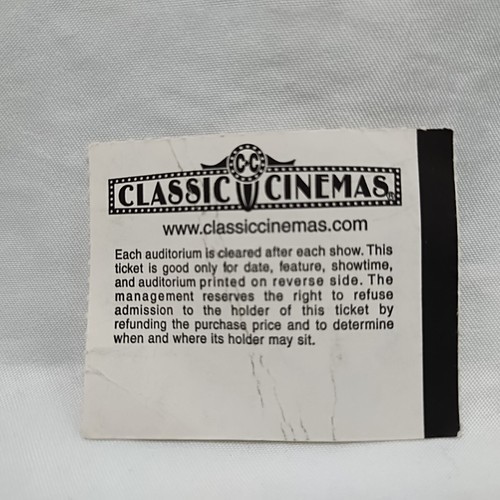 C·C
CLASSIC CINEMAS
www.classiccinemas.com
Each auditorium is cleared after each show. This
ticket is good only for date, feature, showtime,
and auditorium printed on reverse side. The
management reserves the right to refuse
admission to the holder of this ticket by
refunding the purchase price and to determine
when and where its holder may sit.